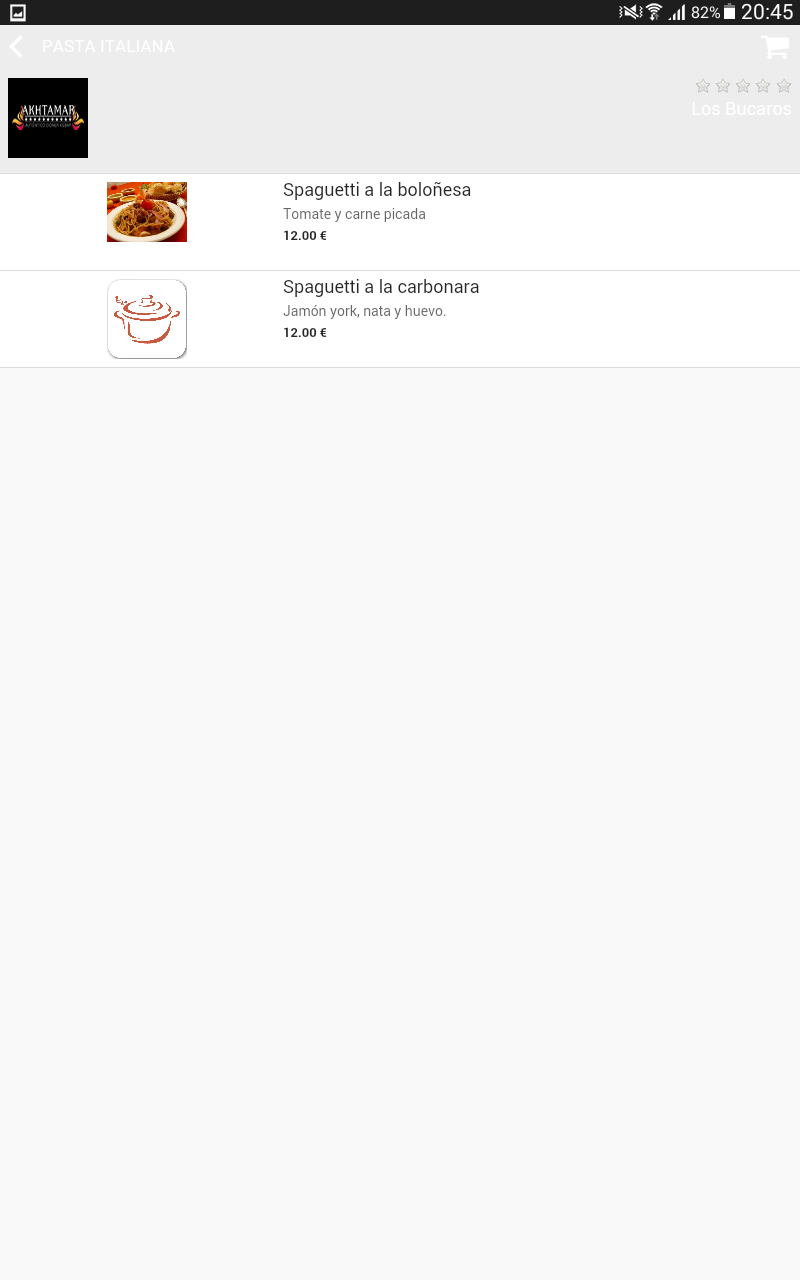 82% 20:45
PASTA ITALIANA
AKHTAMAR
Los Bucaros
Spaguetti a la boloñesa
Tomate y carne picada
12.00 €
Spaguetti a la carbonara
Jamón york, nata y huevo.
12.00 €